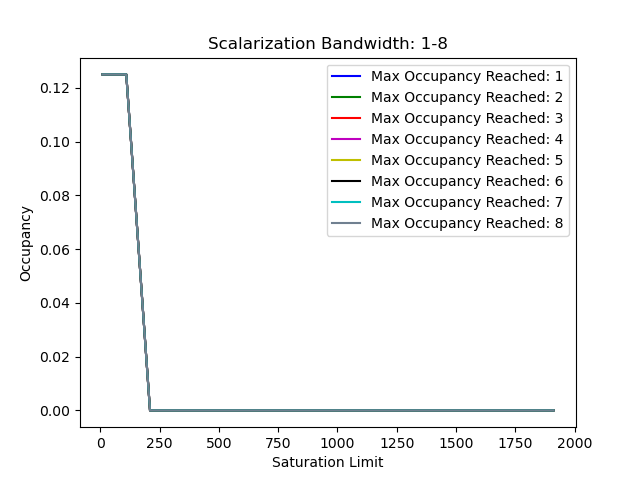 Scalarization Bandwidth: 1-8
Max Occupancy Reached: 1
Max Occupancy Reached: 2
Max Occupancy Reached: 3
Max Occupancy Reached: 4
Max Occupancy Reached: 5
Max Occupancy Reached: 6
Max Occupancy Reached: 7
Max Occupancy Reached: 8
Occupancy
0.12
0.10
0.08
0.06
0.04
0.02
0.00
0 250 500 750 1000 1250 1500 1750 2000
Saturation Limit